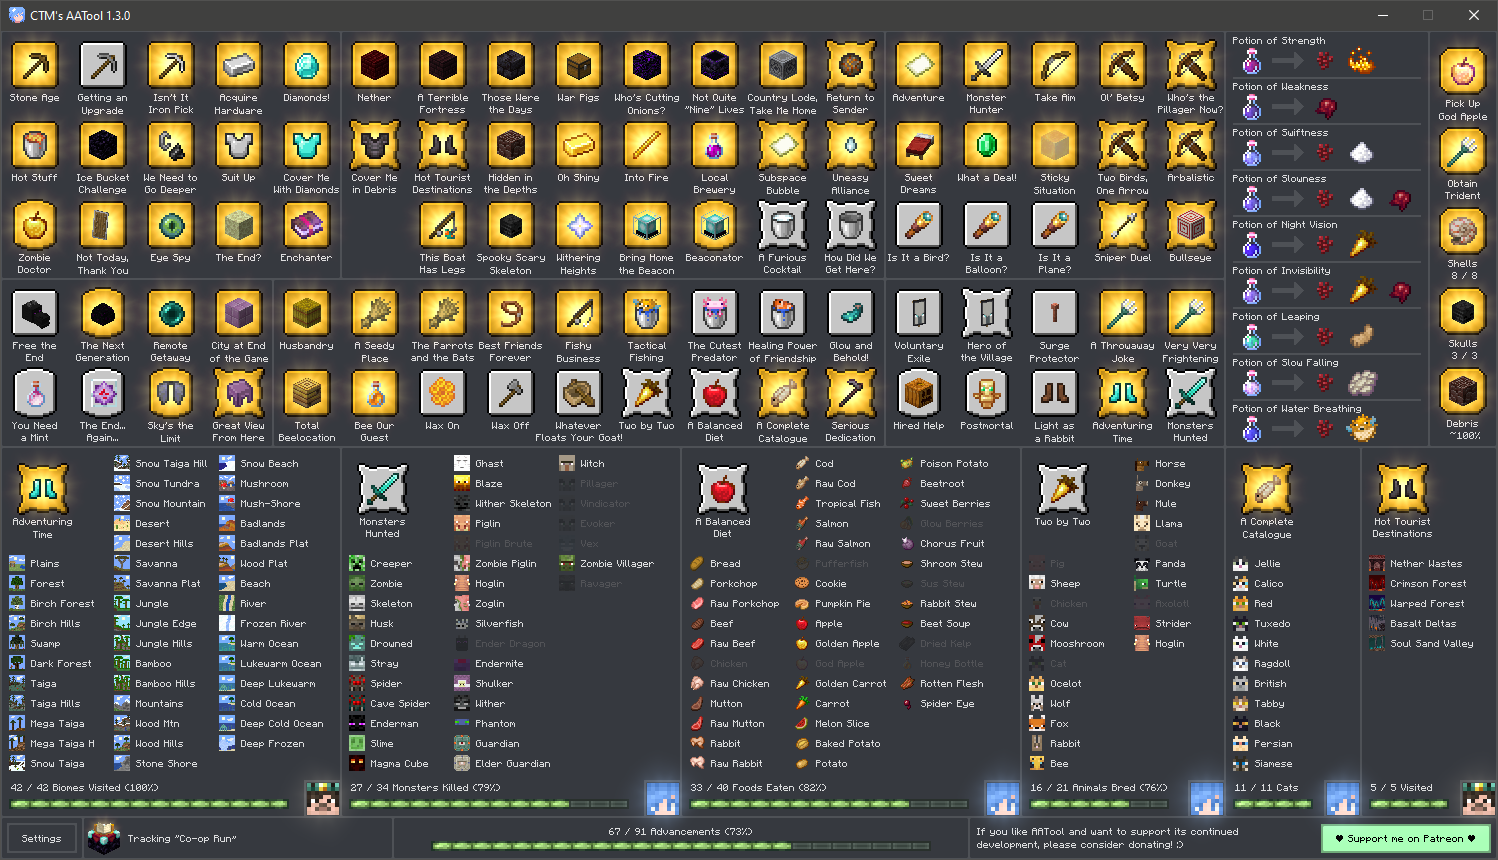 CTM's AATool 1.3.0
Stone Age
Getting an
Upgrade
Isn't It
Iron Pick
Acquire
Hardware
Diamonds!
Nether
A Terrible
Fortress
Those Were
the Days
War Pigs
Who's Cutting
Onions?
Not Quite
"Nine" Lives
Country Lode,
Take Me Home
Return to
Sender
Adventure
Monster
Hunter
Take Aim
Ol' Betsy
Who's the
Pillager Now?
Hot Stuff
Ice Bucket
Challenge
We Need to
Go Deeper
Suit Up
Cover Me
With Diamonds
Cover Me
in Debris
Hot Tourist
Destinations
Hidden in
the Depths
Oh Shiny
Into Fire
Local
Brewery
Subspace
Bubble
Uneasy
Alliance
Sweet
Dreams
What a Deal!
Sticky
Situation
Two Birds,
One Arrow
Arbalistic
Zombie
Doctor
Not Today,
Thank You
Eye Spy
The End?
Enchanter
This Boat
Has Legs
Spooky Scary
Skeleton
Withering
Heights
Bring Home
the Beacon
Beaconator
A Furious
Cocktail
How Did We
Get Here?
Is It a Bird?
Is It a
Balloon?
Is It a
Plane?
Sniper Duel
Bullseye
Free the
End
The Next
Generation
Remote
Getaway
City at End
of the Game
Husbandry
A Seedy
Place
The Parrots
and the Bats
Best Friends
Forever
Fishy
Business
Tactical
Fishing
The Cutest
Predator
Healing Power
of Friendship
Glow and
Behold!
Voluntary
Exile
Hero of
the Village
Surge
Protector
A Throwaway
Joke
Very Very
Frightening
You Need
a Mint
The End...
Again...
Sky's the
Limit
Great View
From Here
Total
Beelocation
Bee Our
Guest
Wax On
Wax Off
Whatever
Floats Your Goat!
Two by Two
A Balanced
Diet
A Complete
Catalogue
Serious
Dedication
Hired Help
Postmortal
Light as
a Rabbit
Adventuring
Time
Monsters
Hunted
Potion of Strength
Potion of Weakness
Potion of Swiftness
Potion of Slowness
Potion of Night Vision
Potion of Invisibility
Potion of Leaping
Potion of Slow Falling
Potion of Water Breathing
Pick Up
God Apple
Obtain
Trident
Shells
8 / 8
Skulls
3 / 3
Debris
~100%
Adventuring
Time
Plains
Forest
Birch Forest
Birch Hills
Swamp
Dark Forest
Taiga
Taiga Hills
Mega Taiga
Mega Taiga H
Snow Taiga
Snow Taiga Hill
Snow Tundra
Snow Mountain
Desert
Desert Hills
Savanna
Savanna Plat
Jungle
Jungle Edge
Jungle Hills
Bamboo
Bamboo Hills
Mountains
Wood Mtn
Wood Hills
Stone Shore
Snow Beach
Mushroom
Mush-Shore
Badlands
Badlands Plat
Wood Plat
Beach
River
Frozen River
Warm Ocean
Lukewarm Ocean
Deep Lukewarm
Cold Ocean
Deep Cold Ocean
Deep Frozen
42 / 42 Biomes Visited (100%)
Monsters
Hunted
Creeper
Zombie
Skeleton
Husk
Drowned
Stray
Spider
Cave Spider
Enderman
Slime
Magma Cube
Ghast
Blaze
Wither Skeleton
Piglin
Piglin Brute
Zombie Piglin
Hoglin
Zoglin
Silverfish
Ender Dragon
Endermite
Shulker
Wither
Phantom
Guardian
Elder Guardian
Witch
Pillager
Vindicator
Evoker
Vex
Zombie Villager
Ravager
27 / 34 Monsters Killed (79%)
A Balanced
Diet
Bread
Porkchop
Raw Porkchop
Beef
Raw Beef
Chicken
Raw Chicken
Mutton
Raw Mutton
Rabbit
Raw Rabbit
Cod
Raw Cod
Tropical Fish
Salmon
Raw Salmon
Pufferfish
Cookie
Pumpkin Pie
Apple
Golden Apple
God Apple
Golden Carrot
Carrot
Melon Slice
Baked Potato
Potato
Poison Potato
Beetroot
Sweet Berries
Glow Berries
Chorus Fruit
Shroom Stew
Sus Stew
Rabbit Stew
Beet Soup
Dried Kelp
Honey Bottle
Rotten Flesh
Spider Eye
33 / 40 Foods Eaten (82%)
Two by Two
Pig
Sheep
Chicken
Cow
Mooshroom
Cat
Ocelot
Wolf
Fox
Rabbit
Bee
Horse
Donkey
Mule
Llama
Goat
Panda
Turtle
Axolotl
Strider
Hoglin
16 / 21 Animals Bred (76%)
A Complete
Catalogue
Jellie
Calico
Red
Tuxedo
White
Ragdoll
British
Tabby
Black
Persian
Siamese
11 / 11 Cats
Hot Tourist
Destinations
Nether Wastes
Crimson Forest
Warped Forest
Basalt Deltas
Soul Sand Valley
5 / 5 Visited
Settings
Tracking "Co-op Run"
67 / 91 Advancements (73%)
If you like AATool and want to support its continued
development, please consider donating! :)
♥ Support me on Patreon ♥